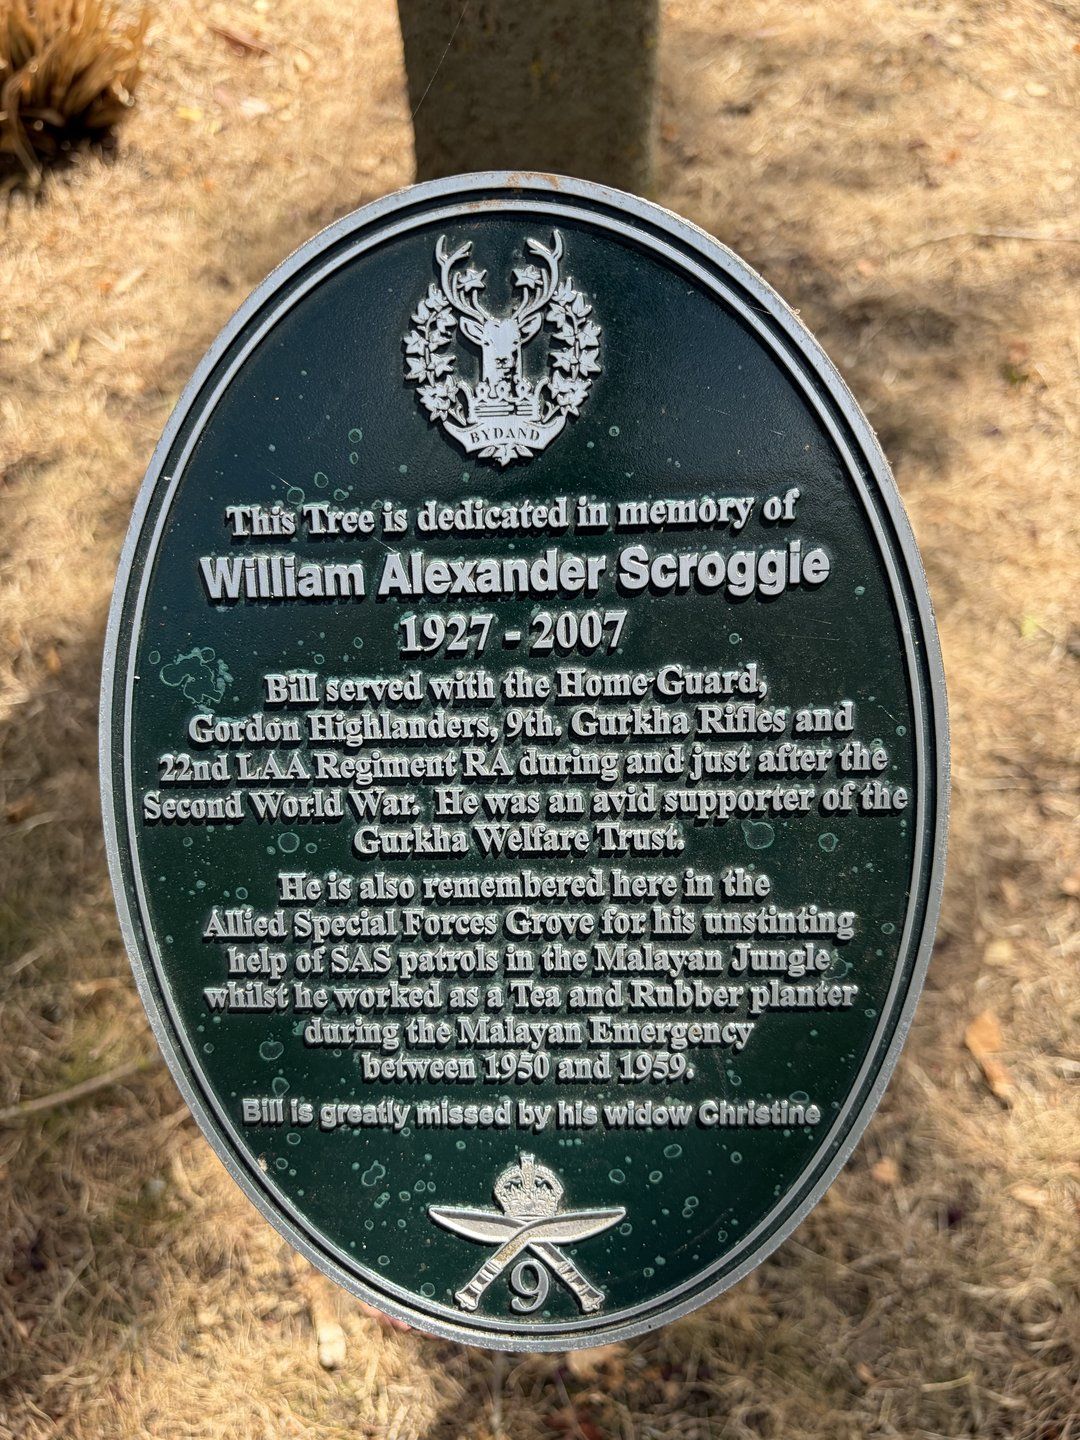 BYDAND
This Tree is dedicated in memory of
William Alexander Scroggie
1927 - 2007
Bill served with the Home Guard,
Gordon Highlanders, 9th. Gurkha Rifles and
22nd LAA Regiment RA during and just after the
Second World War. He was an avid supporter of the
Gurkha Welfare Trust.
He is also remembered here in the
Allied Special Forces Grove for his unstinting
help of SAS patrols in the Malayan Jungle
whilst he worked as a Tea and Rubber planter
during the Malayan Emergency
between 1950 and 1959.
Bill is greatly missed by his widow Christine
9